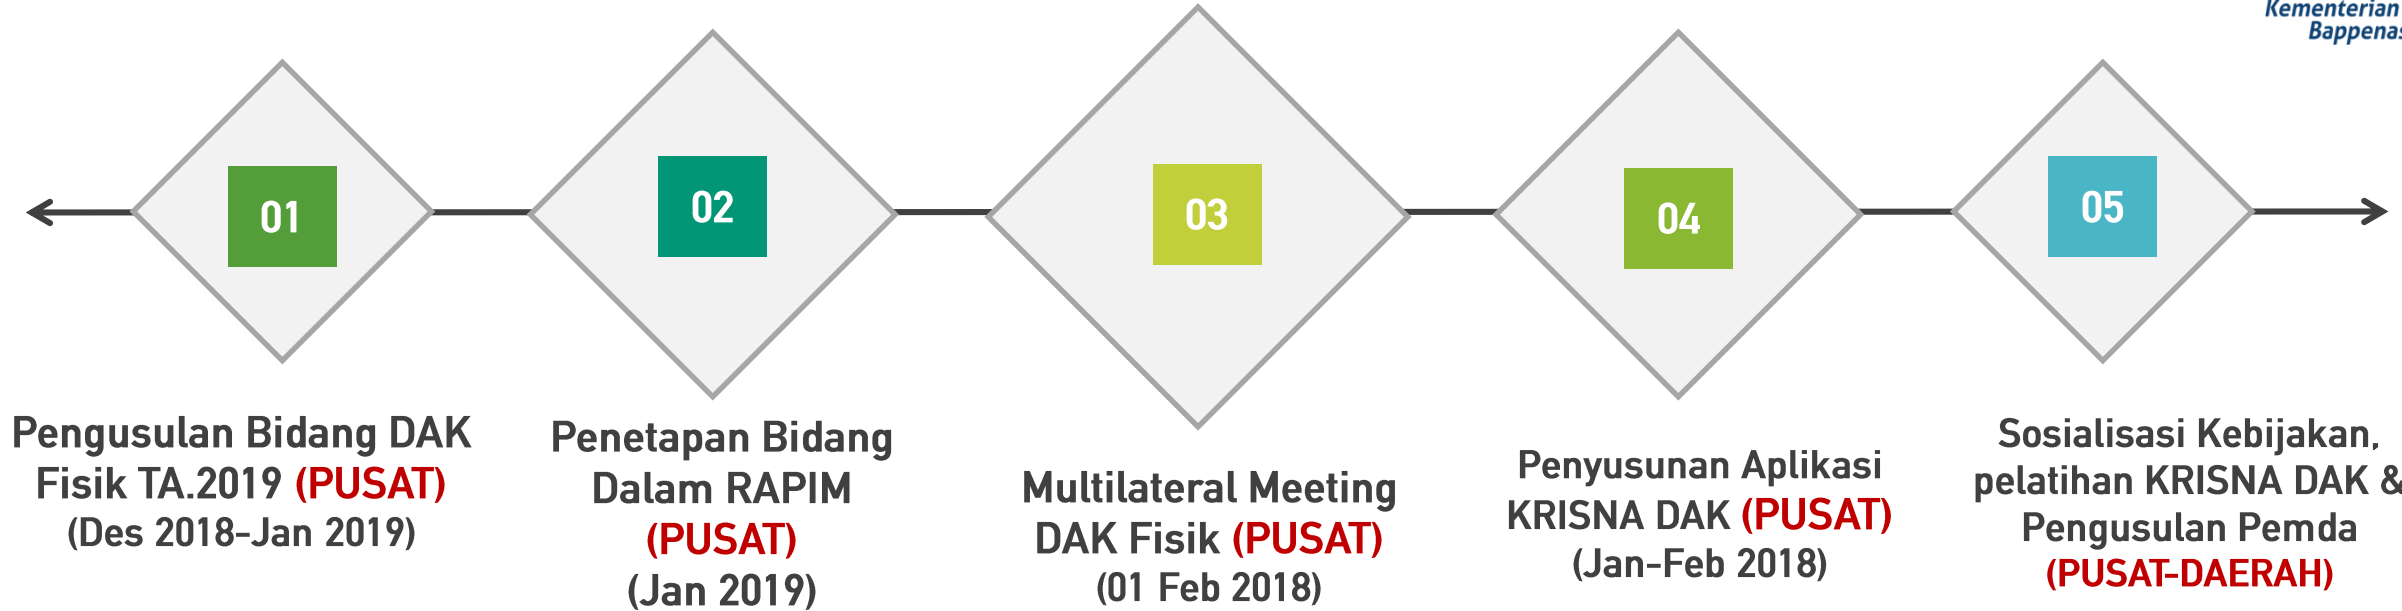 Kementerian
Bappenas
01
02
03
04
05
Pengusulan Bidang DAK
Fisik TA.2019 (PUSAT)
(Des 2018-Jan 2019)
Penetapan Bidang
Dalam RAPIM
(PUSAT)
(Jan 2019)
Multilateral Meeting
DAK Fisik (PUSAT)
(01 Feb 2018)
Penyusunan Aplikasi
KRISNA DAK (PUSAT)
(Jan-Feb 2018)
Sosialisasi Kebijakan,
pelatihan KRISNA DAK &
Pengusulan Pemda
(PUSAT-DAERAH)